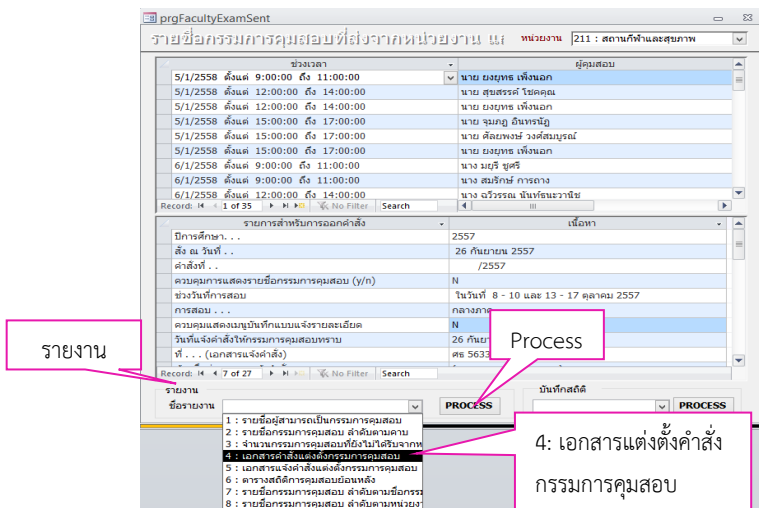 prgFacultyExamSent
รายชื่อกรรมการคุมสอบที่ส่งจากหน่วยงาน แ
หน่วยงาน 211 : สถานกีฬาและสุขภาพ
ช่วงเวลา ผู้คุมสอบ
5/1/2558 ตั้งแต่ 9:00:00 ถึง 11:00:00 นาย ยงยุทธ เพ็งนอก
5/1/2558 ตั้งแต่ 12:00:00 ถึง 14:00:00 นาย สุขสรรค์ โชคคุณ
5/1/2558 ตั้งแต่ 12:00:00 ถึง 14:00:00 นาย ยงยุทธ เพ็งนอก
5/1/2558 ตั้งแต่ 15:00:00 ถึง 17:00:00 นาย จุมภฎ อินทรนัฎ
5/1/2558 ตั้งแต่ 15:00:00 ถึง 17:00:00 นาย ศัลยพงษ์ วงศ์สมบูรณ์
5/1/2558 ตั้งแต่ 15:00:00 ถึง 17:00:00 นาย ยงยุทธ เพ็งนอก
6/1/2558 ตั้งแต่ 9:00:00 ถึง 11:00:00 นาง มยุรี ชูศรี
6/1/2558 ตั้งแต่ 9:00:00 ถึง 11:00:00 นาง สมรักษ์ การถาง
6/1/2558 ตั้งแต่ 12:00:00 ถึง 14:00:00 นาง ฉวีวรรณ นันท์ธนะวานิช
Record: 1 of 35 No Filter Search
รายการสำหรับการออกคำสั่ง เนื้อหา
ปีการศึกษา. . . 2557
สั่ง ณ วันที่ . . 26 กันยายน 2557
คำสั่งที่ . . /2557
ควบคุมการแสดงรายชื่อกรรมการคุมสอบ (y/n) N
ช่วงวันที่การสอบ ในวันที่ 8 - 10 และ 13 - 17 ตุลาคม 2557
การสอบ . . . กลางภาค
ควบคุมแสดงเมนูบันทึกแบบแจ้งรายละเอียด N
วันที่แจ้งคำสั่งให้กรรมการคุมสอบทราบ 26 กันย
ที่ . . . (เอกสารแจ้งคำสั่ง) ศธ 5633
Record: 7 of 27 No Filter Search
รายงาน
Process
รายงาน บันทึกสถิติ
ชื่อรายงาน PROCESS PROCESS
1 : รายชื่อผู้สามารถเป็นกรรมการคุมสอบ
2 : รายชื่อกรรมการคุมสอบ ลำดับตามคาบ
3 : จำนวนกรรมการคุมสอบที่ยังไม่ได้รับจากห
4 : เอกสารคำสั่งแต่งตั้งกรรมการคุมสอบ
5 : เอกสารแจ้งคำสั่งแต่งตั้งกรรมการคุมสอบ
6 : ตารางสถิติการคุมสอบย้อนหลัง
7 : รายชื่อกรรมการคุมสอบ ลำดับตามชื่อกรรม
8 : รายชื่อกรรมการคุมสอบ ลำดับตามหน่วยง
4: เอกสารแต่งตั้งคำสั่ง
กรรมการคุมสอบ